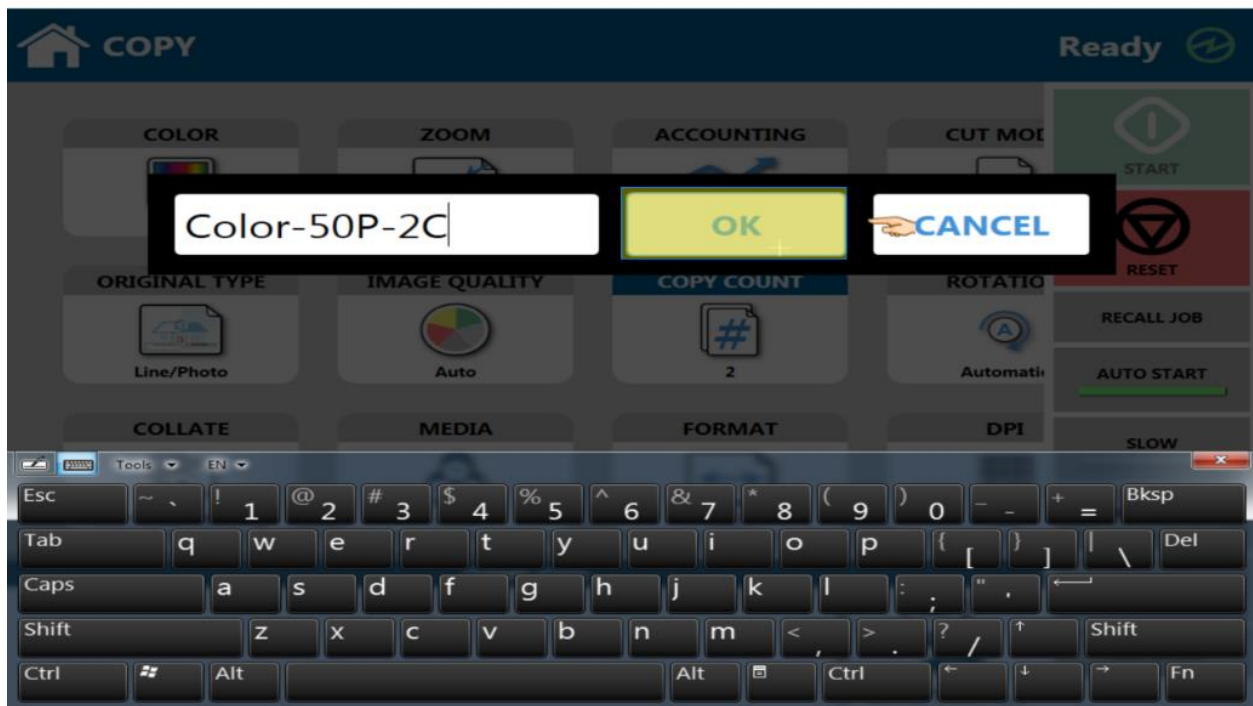 COPY
Ready
COLOR ZOOM ACCOUNTING CUT MOD
START
Color-50P-2C OK CANCEL
RESET
ORIGINAL TYPE IMAGE QUALITY COPY COUNT ROTATIO
RECALL JOB
#
A
Line/Photo Auto 2 Automati
AUTO START
COLLATE MEDIA FORMAT DPI
SLOW
Tools EN
Esc ~ ` ! 1 @ 2 # 3 $ 4 % 5 ^ 6 & 7 * 8 ( 9 ) 0 _ - + = Bksp
Tab q w e r t y u i o p { [ } ] | \ Del
Caps a s d f g h j k l : ; " '
Shift z x c v b n m < , > . ? / ↑ Shift
Ctrl Alt Alt Ctrl ← ↓ → Fn